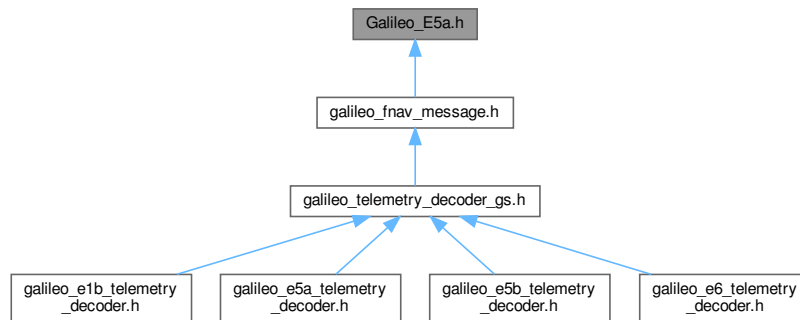 Galileo_E5a.h
galileo_fnav_message.h
galileo_telemetry_decoder_gs.h
galileo_e1b_telemetry
_decoder.h
galileo_e5a_telemetry
_decoder.h
galileo_e5b_telemetry
_decoder.h
galileo_e6_telemetry
_decoder.h